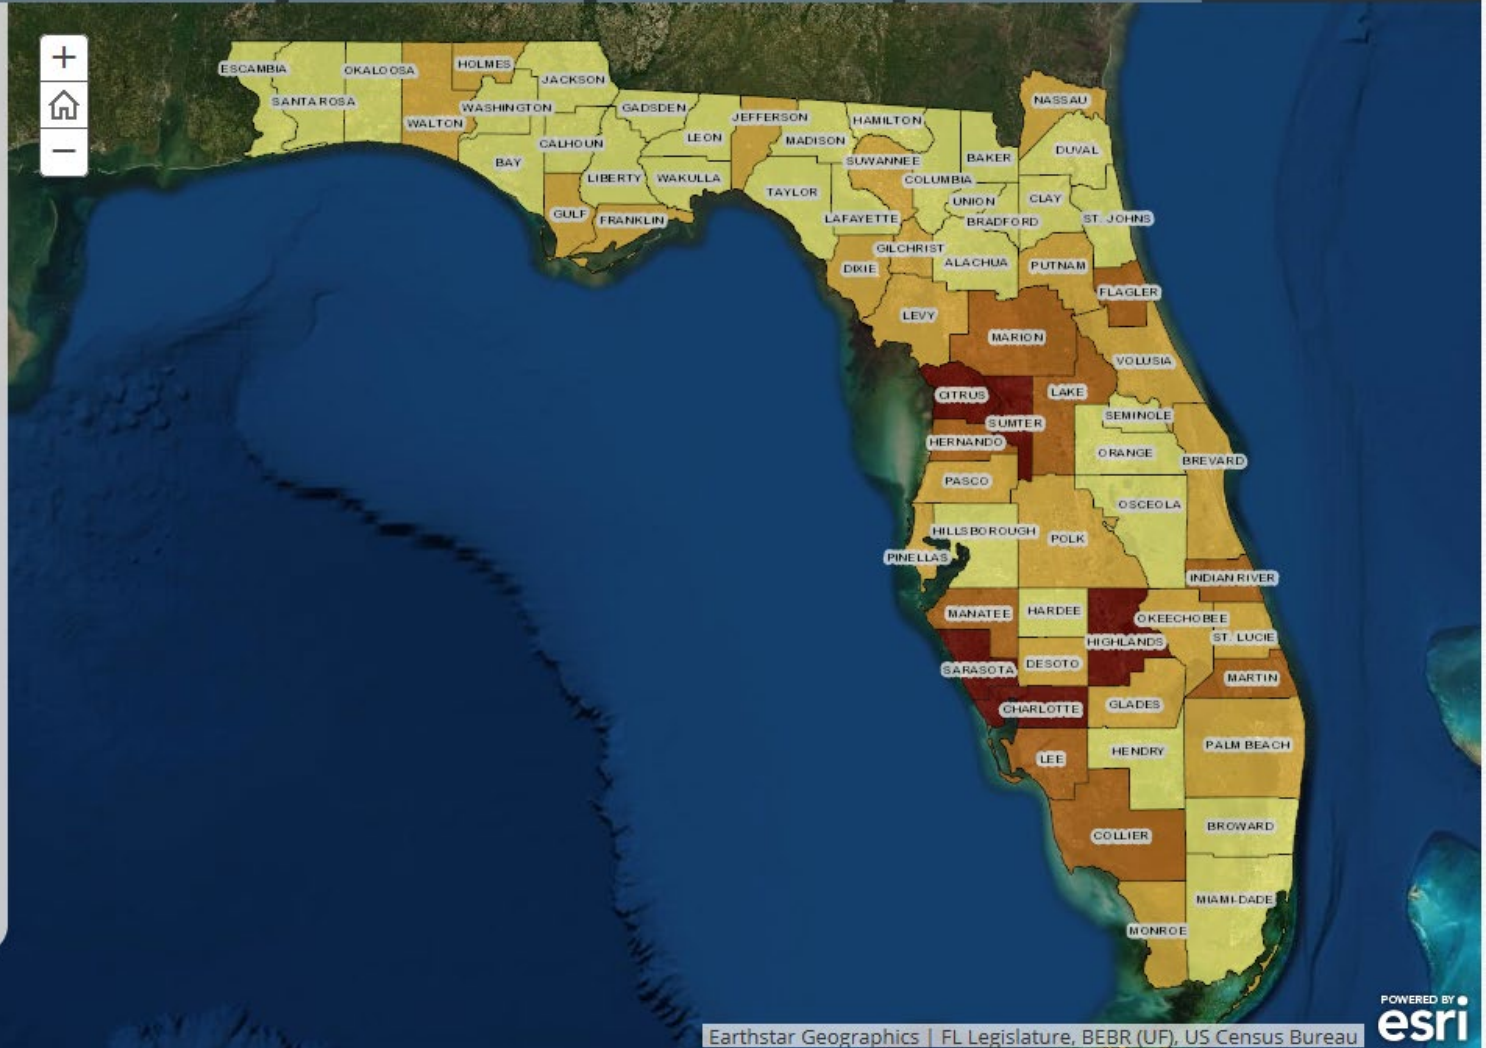 +
−
ESCAMBIA
OKALOOSA
HOLMES
JACKSON
SANTA ROSA
WASHINGTON
WALTON
GADSDEN
JEFFERSON
HAMILTON
NASSAU
LEON
MADISON
CALHOUN
BAY
SUWANNEE
BAKER
DUVAL
LIBERTY
WAKULLA
COLUMBIA
TAYLOR
UNION
CLAY
GULF
FRANKLIN
LAFAYETTE
BRADFORD
ST. JOHNS
GILCHRIST
DIXIE
ALACHUA
PUTNAM
FLAGLER
LEVY
MARION
VOLUSIA
CITRUS
LAKE
SEMINOLE
SUMTER
HERNANDO
ORANGE
BREVARD
PASCO
OSCEOLA
HILLSBOROUGH
POLK
PINELLAS
INDIAN RIVER
MANATEE
HARDEE
OKEECHOBEE
HIGHLANDS
ST. LUCIE
SARASOTA
DESOTO
MARTIN
CHARLOTTE
GLADES
LEE
HENDRY
PALM BEACH
COLLIER
BROWARD
MIAMI-DADE
MONROE
POWERED BY
esri
Earthstar Geographics | FL Legislature, BEBR (UF), US Census Bureau